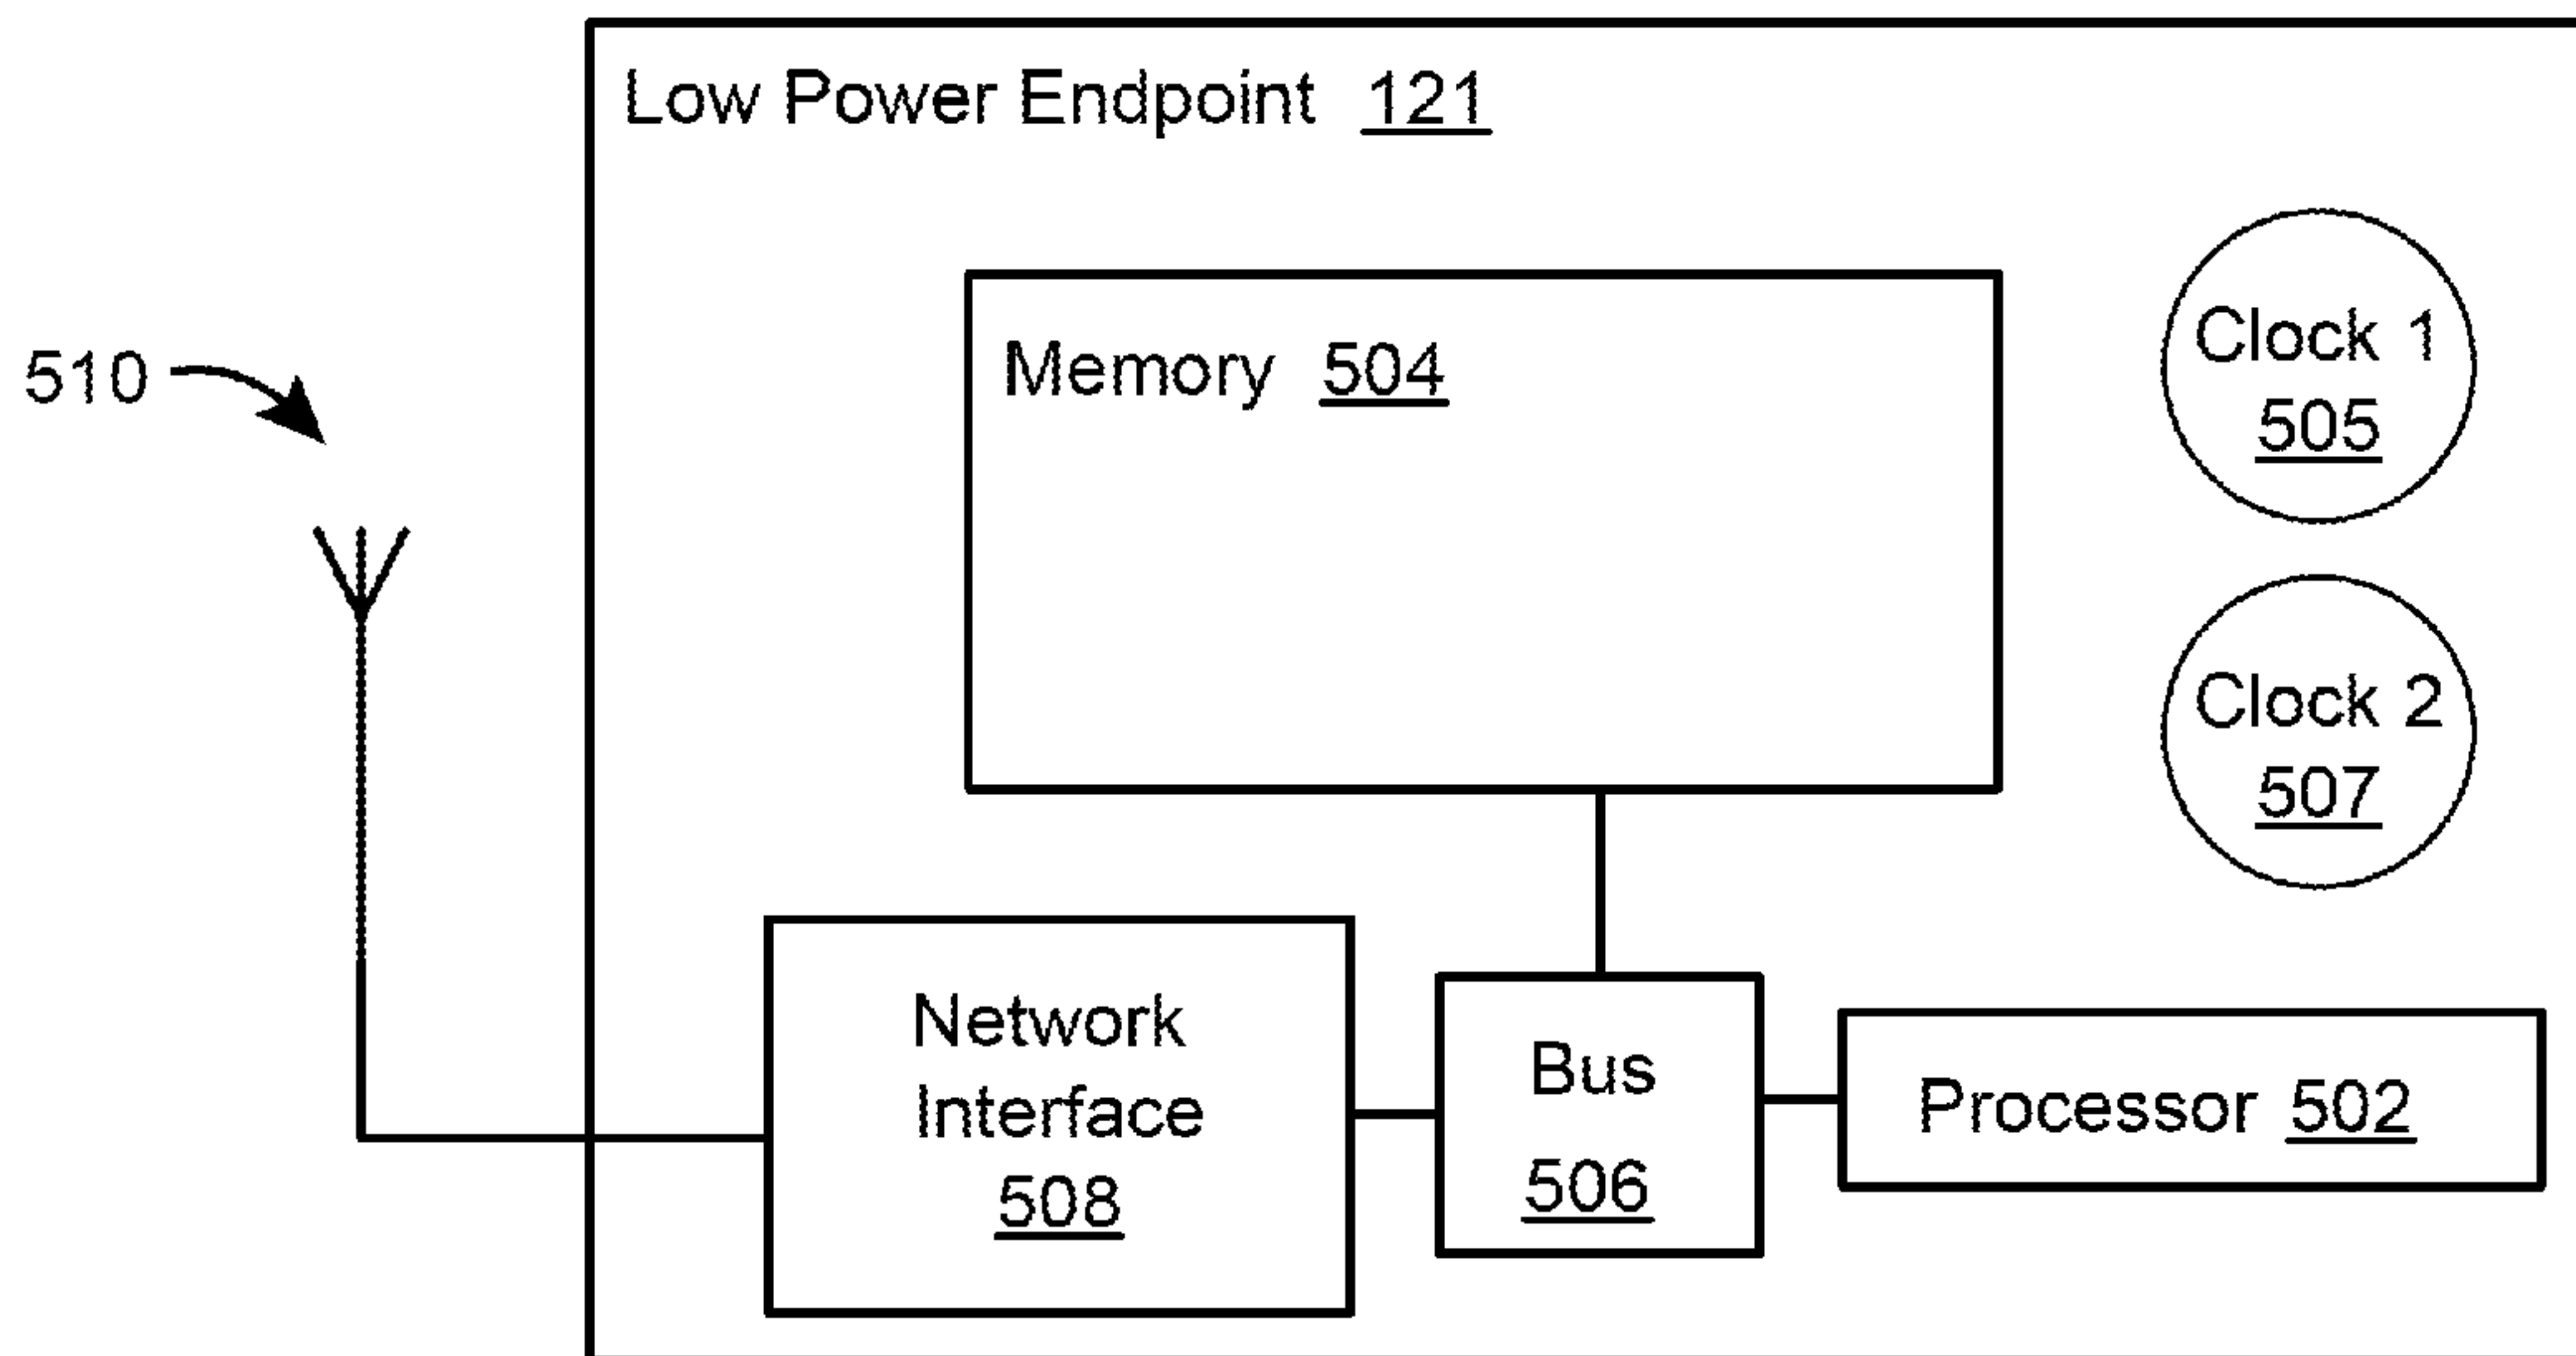 Low Power Endpoint 121
510
Memory 504
Clock 1
505
Clock 2
507
Network
Interface
508
Bus
506
Processor 502